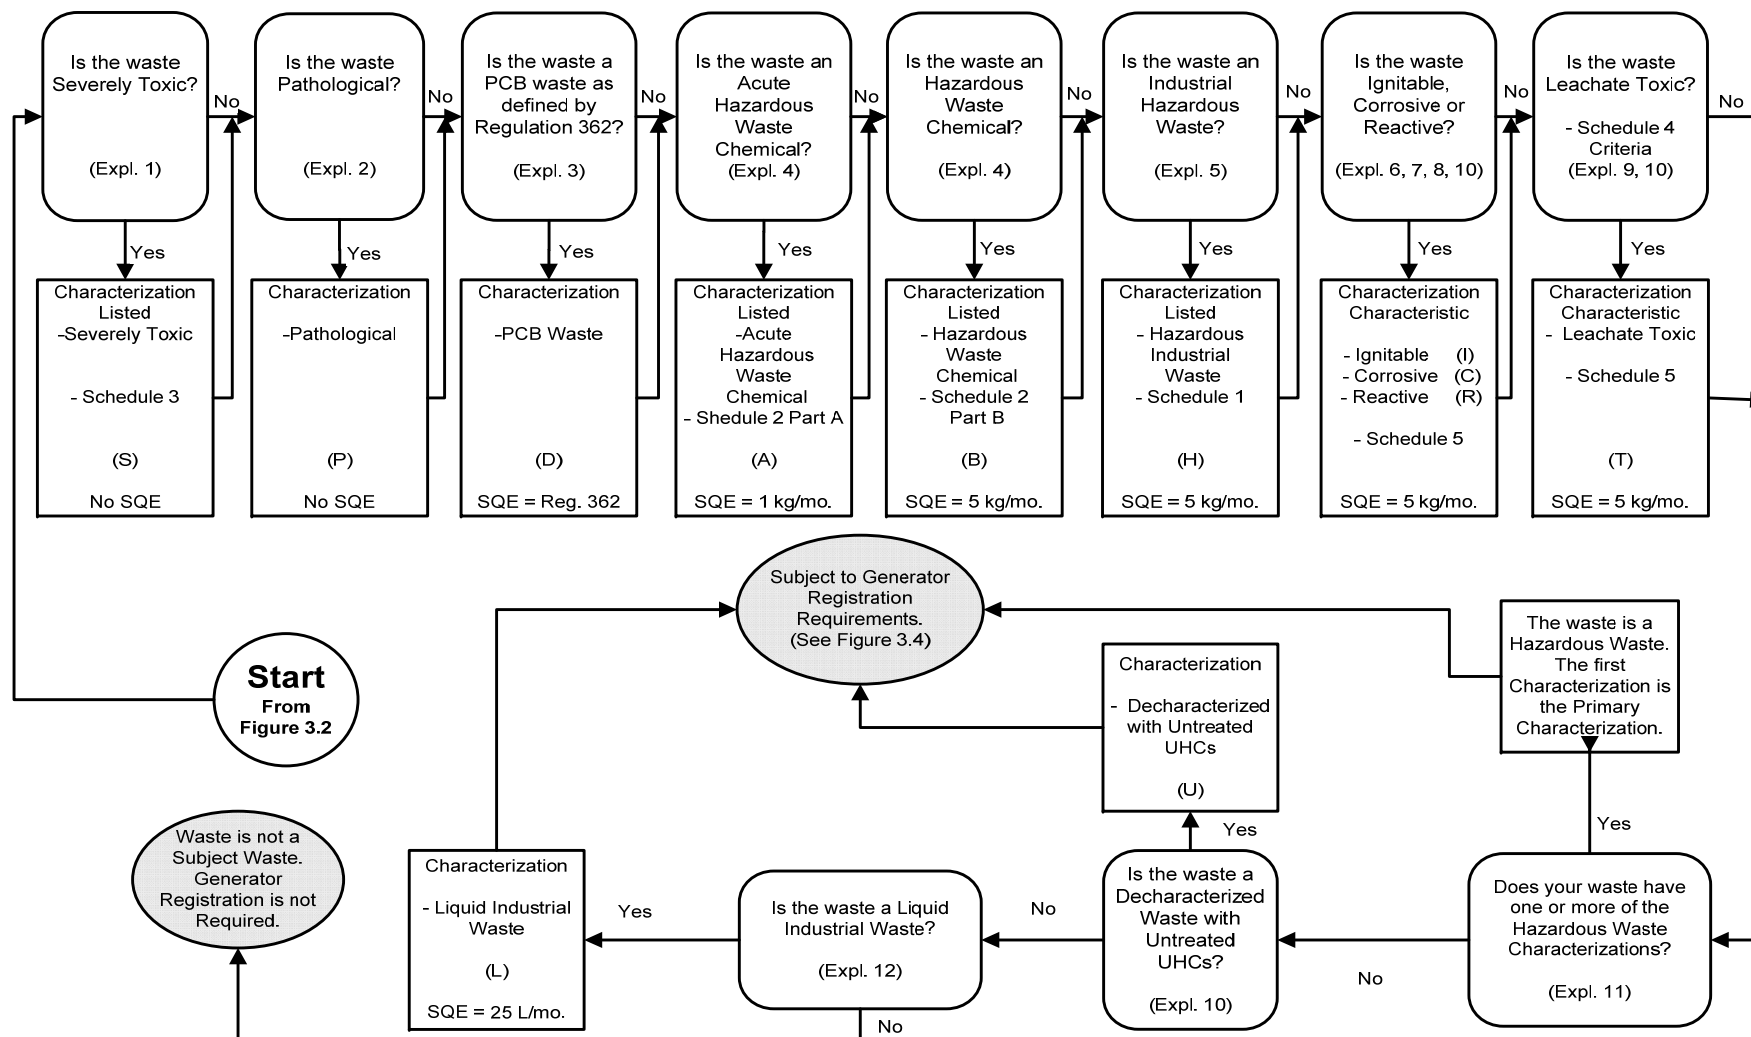 Is the waste
Severely Toxic?
(Expl. 1)
No
Is the waste
Pathological?
(Expl. 2)
No
Is the waste a
PCB waste as
defined by
Regulation 362?
(Expl. 3)
No
Is the waste an
Acute
Hazardous
Waste
Chemical?
(Expl. 4)
No
Is the waste an
Hazardous
Waste
Chemical?
(Expl. 4)
No
Is the waste an
Industrial
Hazardous
Waste?
(Expl. 5)
No
Is the waste
Ignitable,
Corrosive or
Reactive?
(Expl. 6, 7, 8, 10)
No
Is the waste
Leachate Toxic?
- Schedule 4
Criteria
(Expl. 9, 10)
No
Yes
Yes
Yes
Yes
Yes
Yes
Yes
Yes
Characterization
Listed
-Severely Toxic
- Schedule 3
(S)
No SQE
Characterization
-Pathological
(P)
No SQE
Characterization
-PCB Waste
(D)
SQE = Reg. 362
Characterization
Listed
-Acute
Hazardous
Waste
Chemical
- Shedule 2 Part A
(A)
SQE = 1 kg/mo.
Characterization
Listed
- Hazardous
Waste
Chemical
- Schedule 2
Part B
(B)
SQE = 5 kg/mo.
Characterization
Listed
- Hazardous
Industrial
Waste
- Schedule 1
(H)
SQE = 5 kg/mo.
Characterization
Characteristic
- Ignitable (I)
- Corrosive (C)
- Reactive (R)
- Schedule 5
SQE = 5 kg/mo.
Characterization
Characteristic
- Leachate Toxic
- Schedule 5
(T)
SQE = 5 kg/mo.
Start
From
Figure 3.2
Subject to Generator
Registration
Requirements.
(See Figure 3.4)
Characterization
- Decharacterized
with Untreated
UHCs
(U)
The waste is a
Hazardous Waste.
The first
Characterization is
the Primary
Characterization.
Yes
Yes
Waste is not a
Subject Waste.
Generator
Registration is not
Required.
Characterization
- Liquid Industrial
Waste
(L)
SQE = 25 L/mo.
Yes
Is the waste a Liquid
Industrial Waste?
(Expl. 12)
No
No
Is the waste a
Decharacterized
Waste with
Untreated
UHCs?
(Expl. 10)
No
Does your waste have
one or more of the
Hazardous Waste
Characterizations?
(Expl. 11)